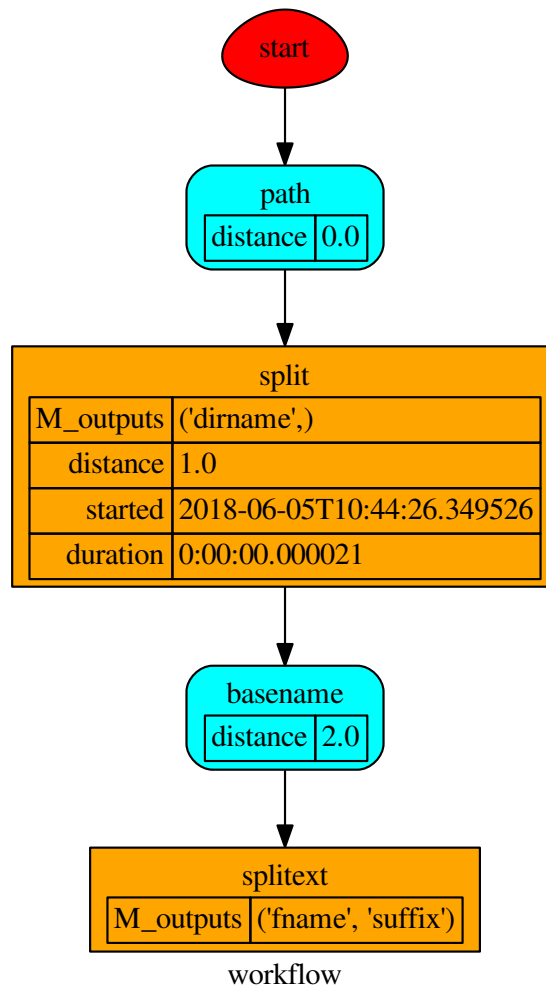 start
path
distance 0.0
split
M_outputs ('dirname',)
distance 1.0
started 2018-06-05T10:44:26.349526
duration 0:00:00.000021
basename
distance 2.0
splitext
M_outputs ('fname', 'suffix')
workflow